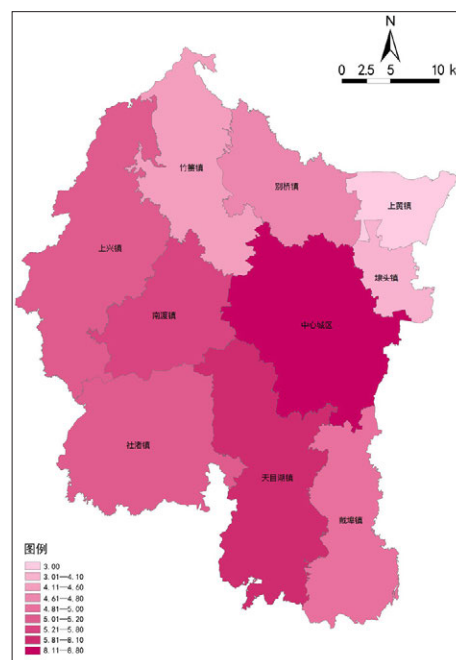 N
0 2.5 5 10 k
竹箦镇
别桥镇
上黄镇
上兴镇
埭头镇
南渡镇
中心城区
社渚镇
天目湖镇
戴埠镇
图例
3.00
3.01—4.10
4.11—4.60
4.61—4.80
4.81—5.00
5.01—5.20
5.21—5.80
5.81—6.10
6.11—6.80